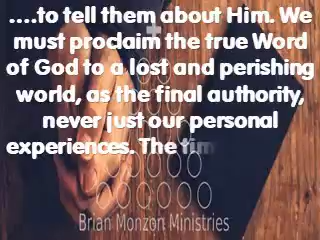 ....to tell them about Him. We
must proclaim the true Word
of God to a lost and perishing
world, as the final authority,
never just our personal
experiences. The
Brian Monzon Ministries